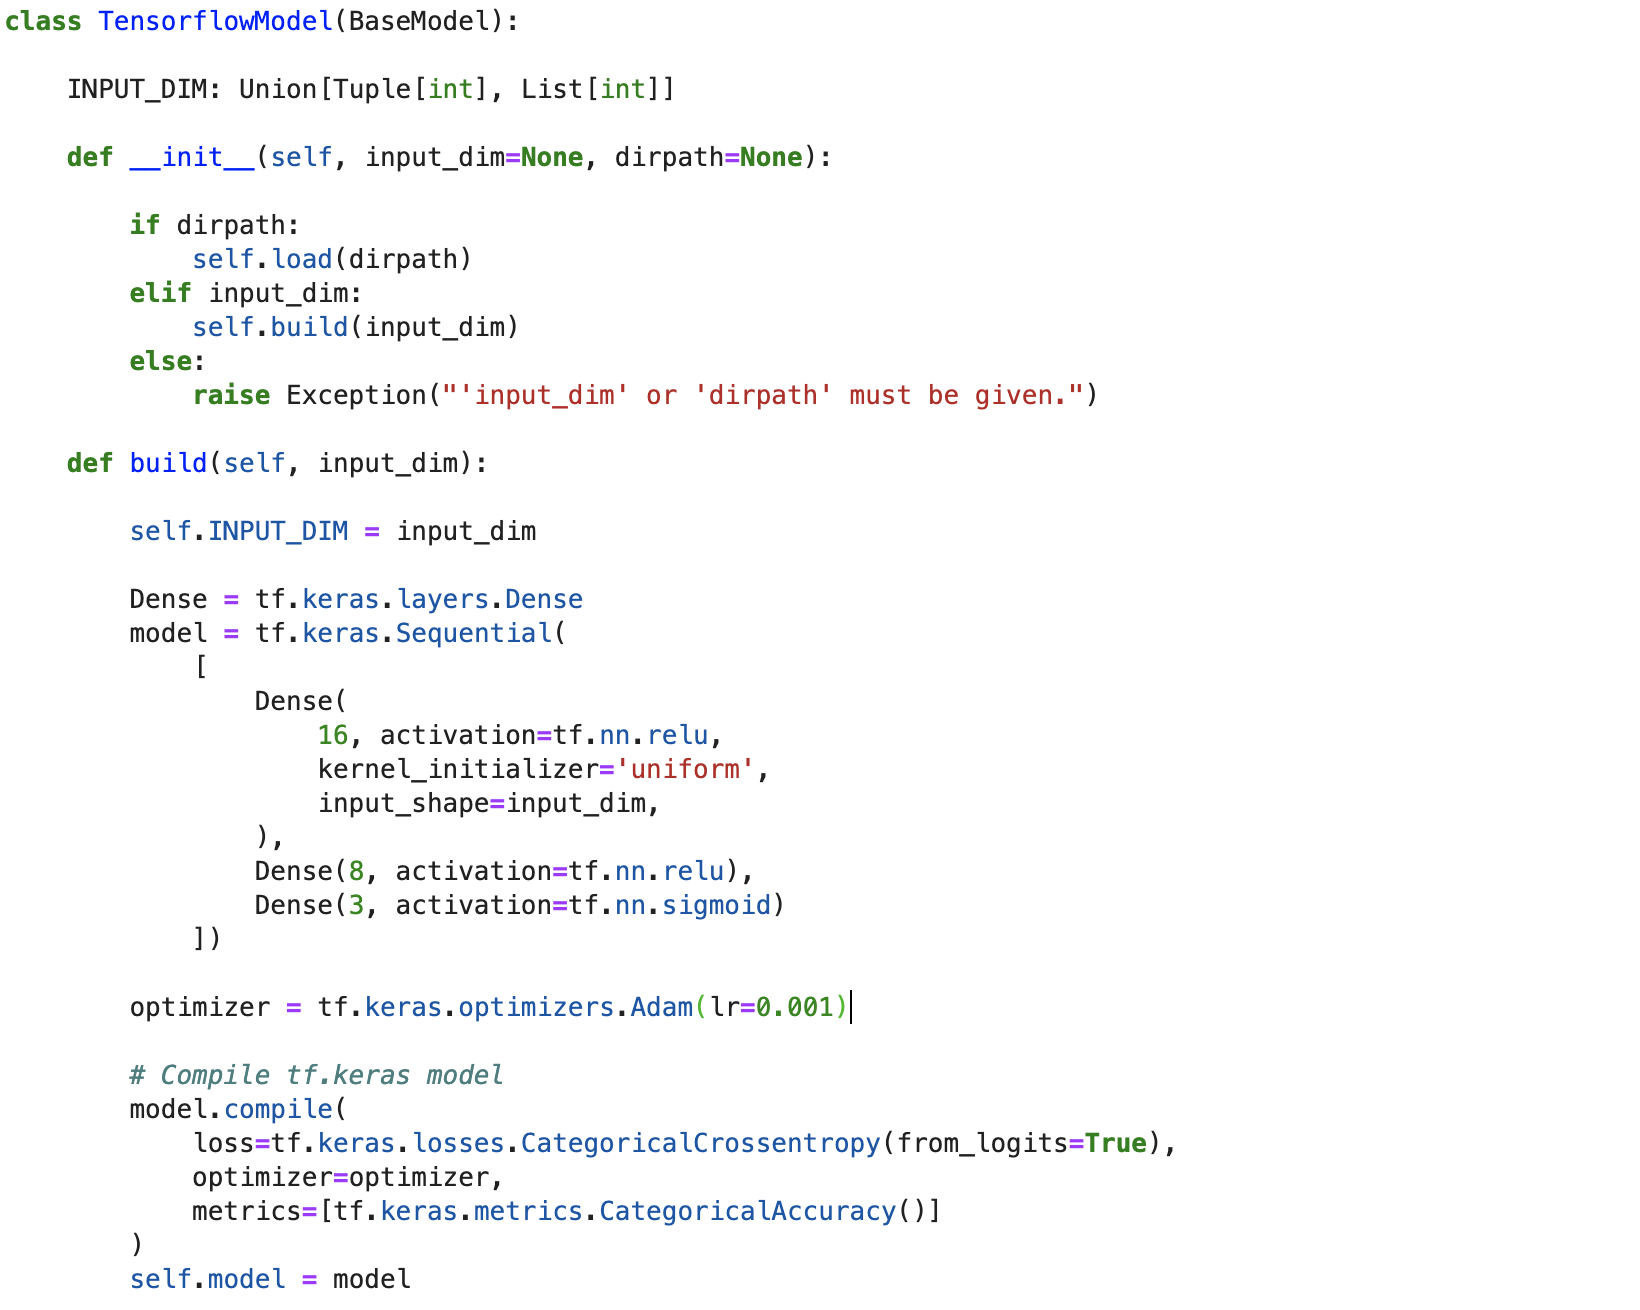 class TensorflowModel(BaseModel):
    INPUT_DIM: Union[Tuple[int], List[int]]
    def __init__(self, input_dim=None, dirpath=None):
        if dirpath:
            self.load(dirpath)
        elif input_dim:
            self.build(input_dim)
        else:
            raise Exception("'input_dim' or 'dirpath' must be given.")
    def build(self, input_dim):
        self.INPUT_DIM = input_dim
        Dense = tf.keras.layers.Dense
        model = tf.keras.Sequential(
            [
                Dense(
                    16, activation=tf.nn.relu,
                    kernel_initializer='uniform',
                    input_shape=input_dim,
                ),
                Dense(8, activation=tf.nn.relu),
                Dense(3, activation=tf.nn.sigmoid)
            ])
        optimizer = tf.keras.optimizers.Adam(lr=0.001)
        # Compile tf.keras model
        model.compile(
            loss=tf.keras.losses.CategoricalCrossentropy(from_logits=True),
            optimizer=optimizer,
            metrics=[tf.keras.metrics.CategoricalAccuracy()]
        )
        self.model = model